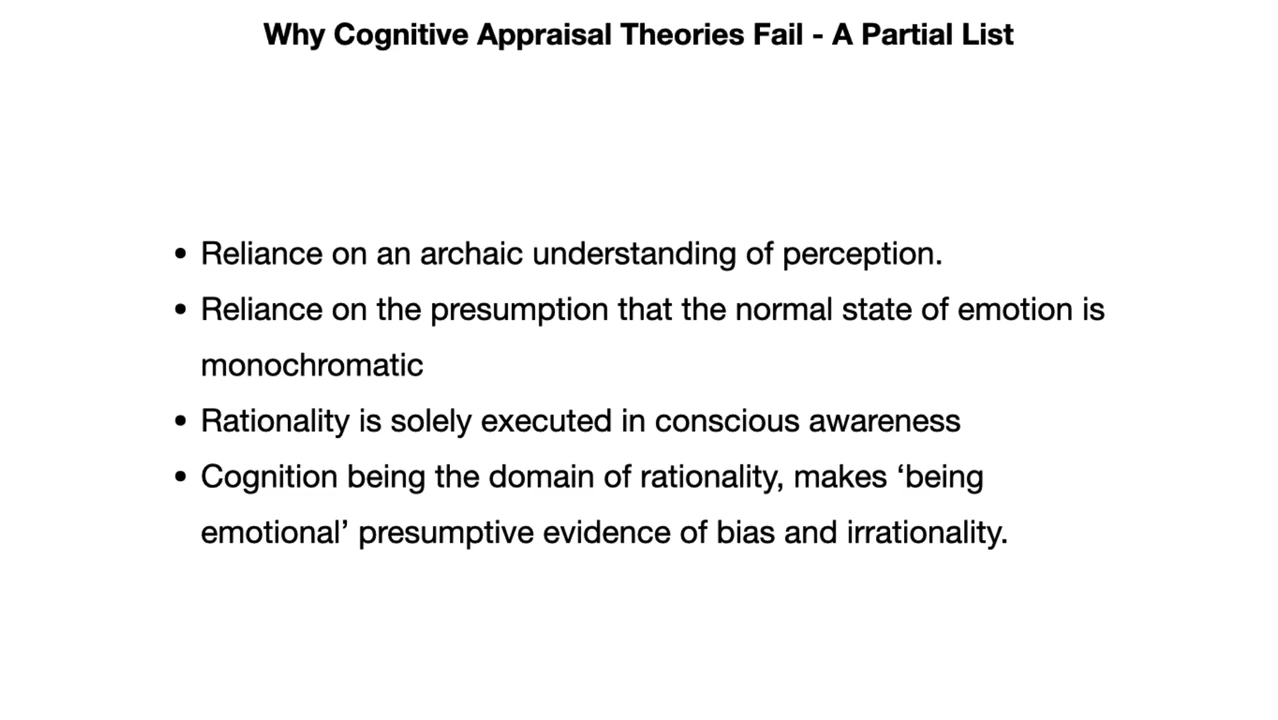 Why Cognitive Appraisal Theories Fail - A Partial List
• Reliance on an archaic understanding of perception.
• Reliance on the presumption that the normal state of emotion is
monochromatic
• Rationality is solely executed in conscious awareness
• Cognition being the domain of rationality, makes ‘being
emotional’ presumptive evidence of bias and irrationality.